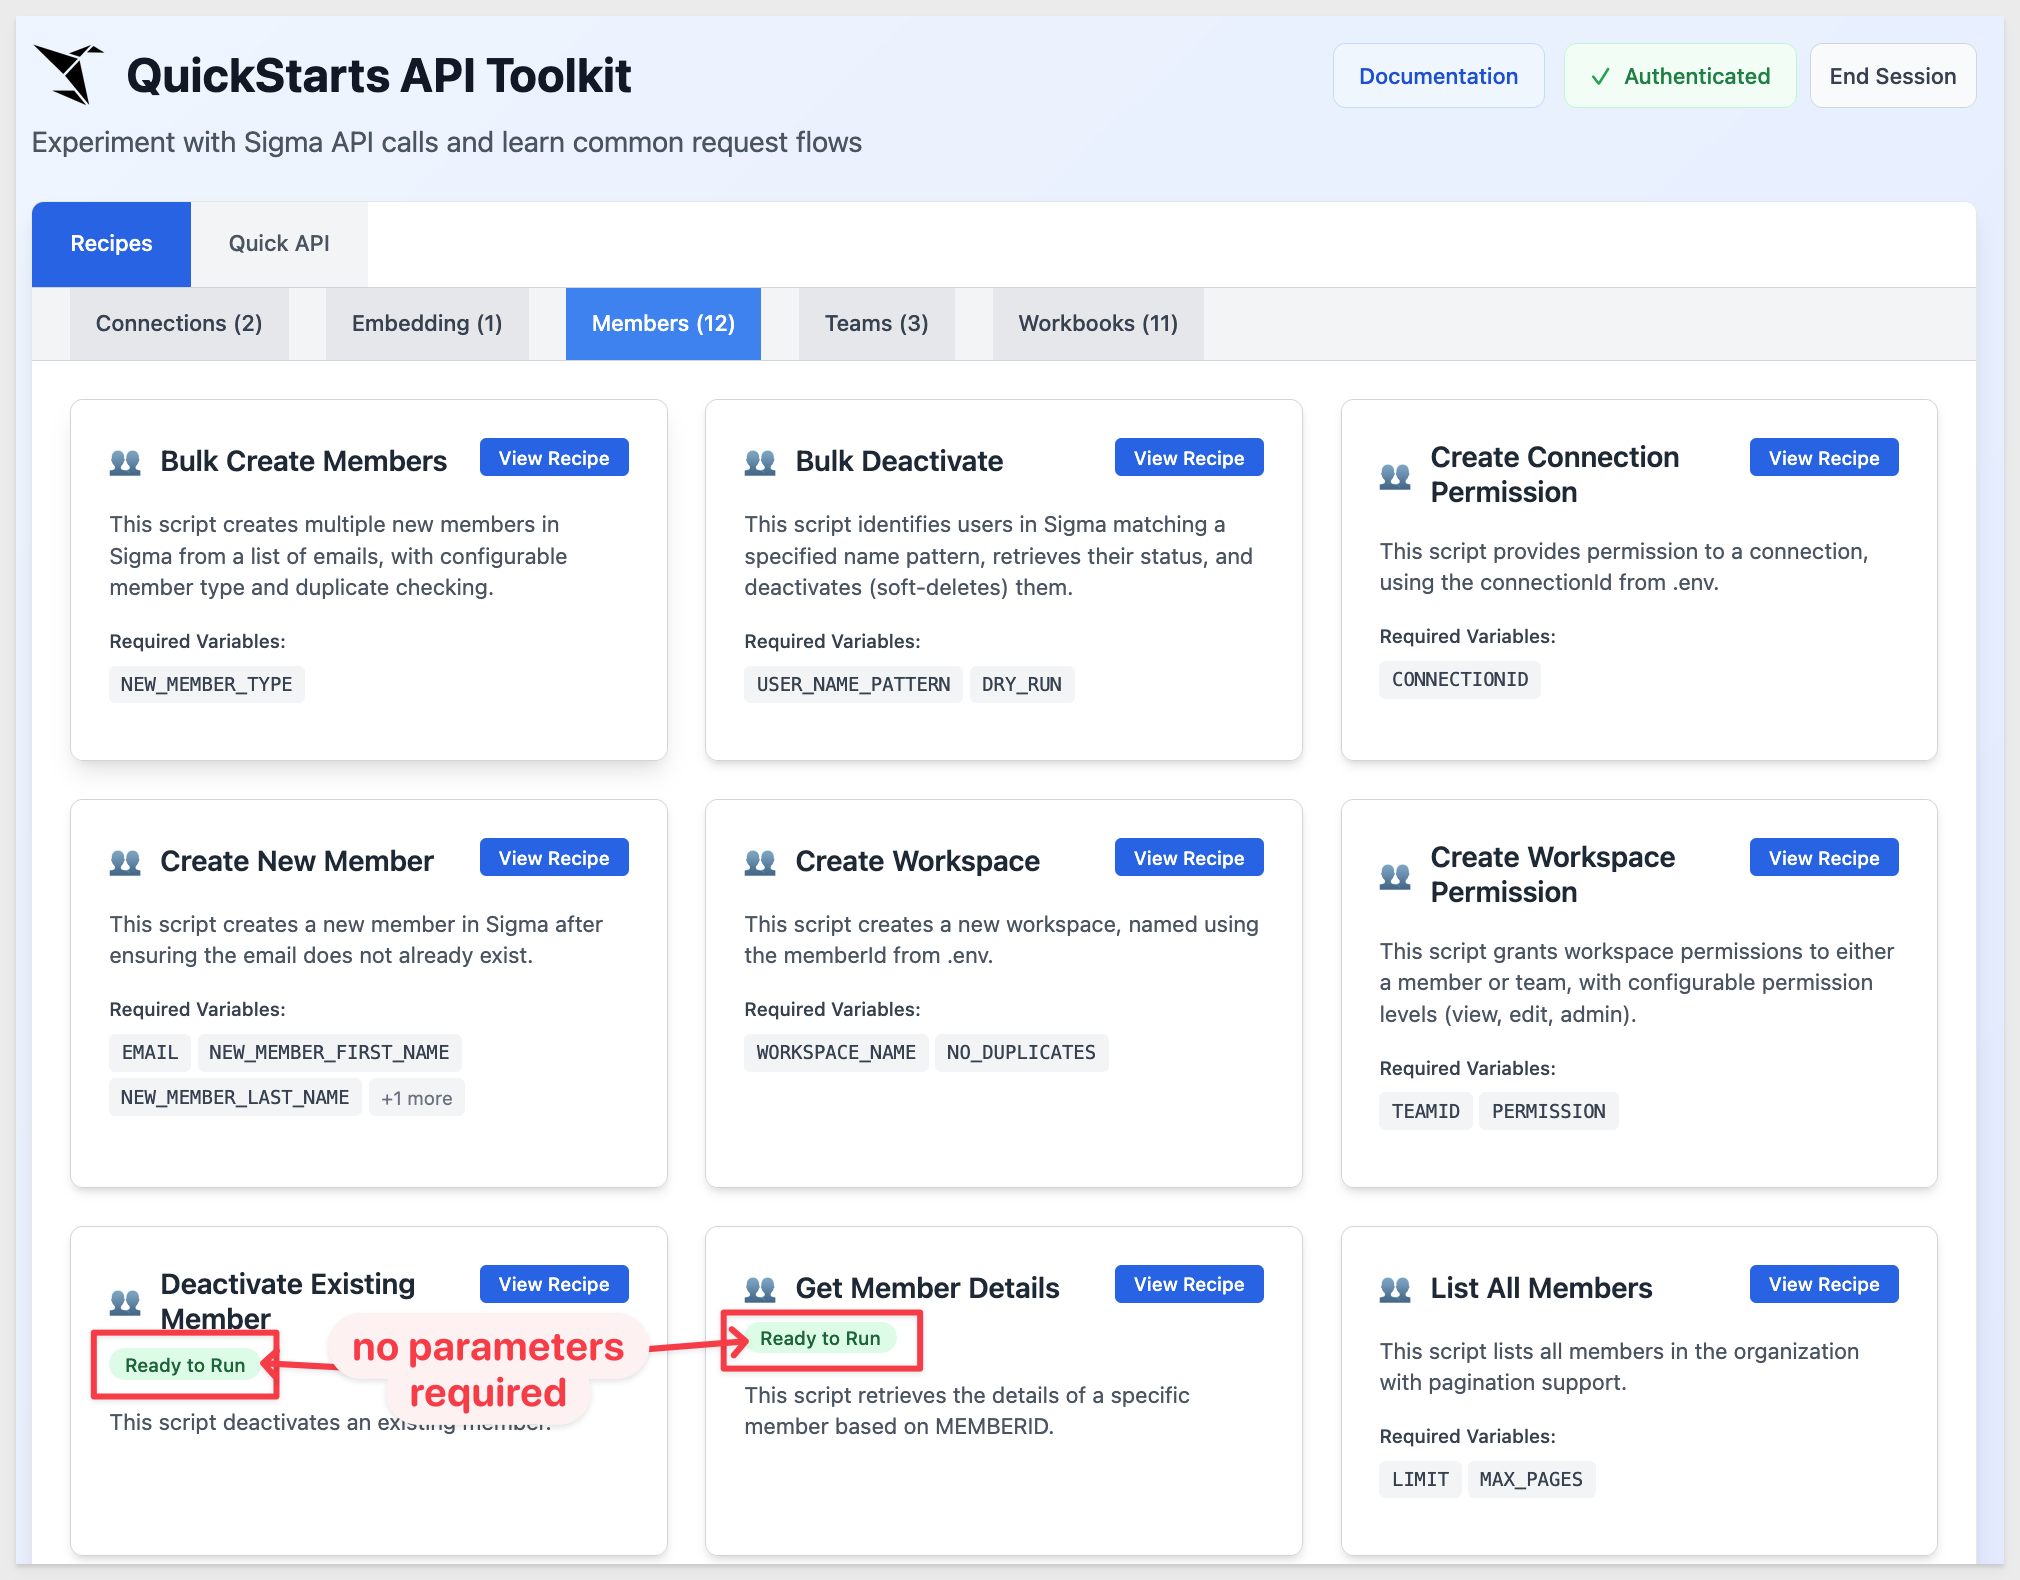 QuickStarts API Toolkit
Documentation
✓ Authenticated
End Session
Experiment with Sigma API calls and learn common request flows
Recipes
Quick API
Connections (2)
Embedding (1)
Members (12)
Teams (3)
Workbooks (11)
Bulk Create Members
View Recipe
This script creates multiple new members in
Sigma from a list of emails, with configurable
member type and duplicate checking.
Required Variables:
NEW_MEMBER_TYPE
Bulk Deactivate
View Recipe
This script identifies users in Sigma matching a
specified name pattern, retrieves their status, and
deactivates (soft-deletes) them.
Required Variables:
USER_NAME_PATTERN
DRY_RUN
Create Connection
Permission
View Recipe
This script provides permission to a connection,
using the connectionId from .env.
Required Variables:
CONNECTIONID
Create New Member
View Recipe
This script creates a new member in Sigma after
ensuring the email does not already exist.
Required Variables:
EMAIL
NEW_MEMBER_FIRST_NAME
NEW_MEMBER_LAST_NAME
+1 more
Create Workspace
View Recipe
This script creates a new workspace, named using
the memberId from .env.
Required Variables:
WORKSPACE_NAME
NO_DUPLICATES
Create Workspace
Permission
View Recipe
This script grants workspace permissions to either
a member or team, with configurable permission
levels (view, edit, admin).
Required Variables:
TEAMID
PERMISSION
Deactivate Existing
Member
View Recipe
Ready to Run
no parameters
required
This script deactivates an existing member.
Get Member Details
View Recipe
Ready to Run
This script retrieves the details of a specific
member based on MEMBERID.
List All Members
View Recipe
This script lists all members in the organization
with pagination support.
Required Variables:
LIMIT
MAX_PAGES